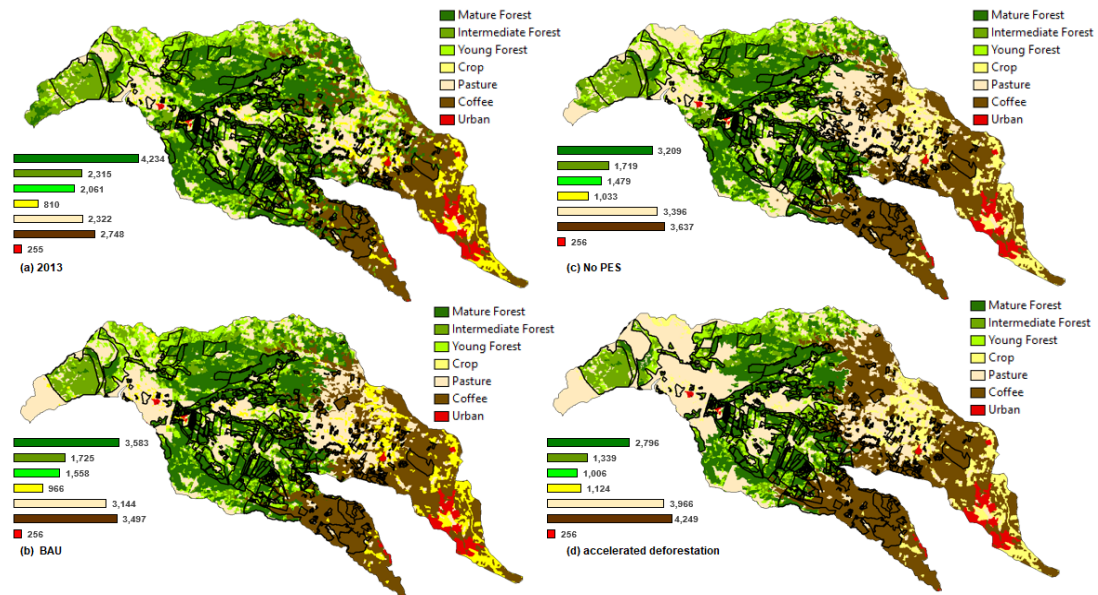 Mature Forest
Intermediate Forest
Young Forest
Crop
Pasture
Coffee
Urban
4,234
2,315
2,061
810
2,322
2,748
255
(a) 2013
Mature Forest
Intermediate Forest
Young Forest
Crop
Pasture
Coffee
Urban
3,209
1,719
1,479
1,033
3,396
3,637
256
(c) No PES
Mature Forest
Intermediate Forest
Young Forest
Crop
Pasture
Coffee
Urban
3,583
1,725
1,558
966
3,144
3,497
256
(b) BAU
Mature Forest
Intermediate Forest
Young Forest
Crop
Pasture
Coffee
Urban
2,796
1,339
1,006
1,124
3,966
4,249
256
(d) accelerated deforestation